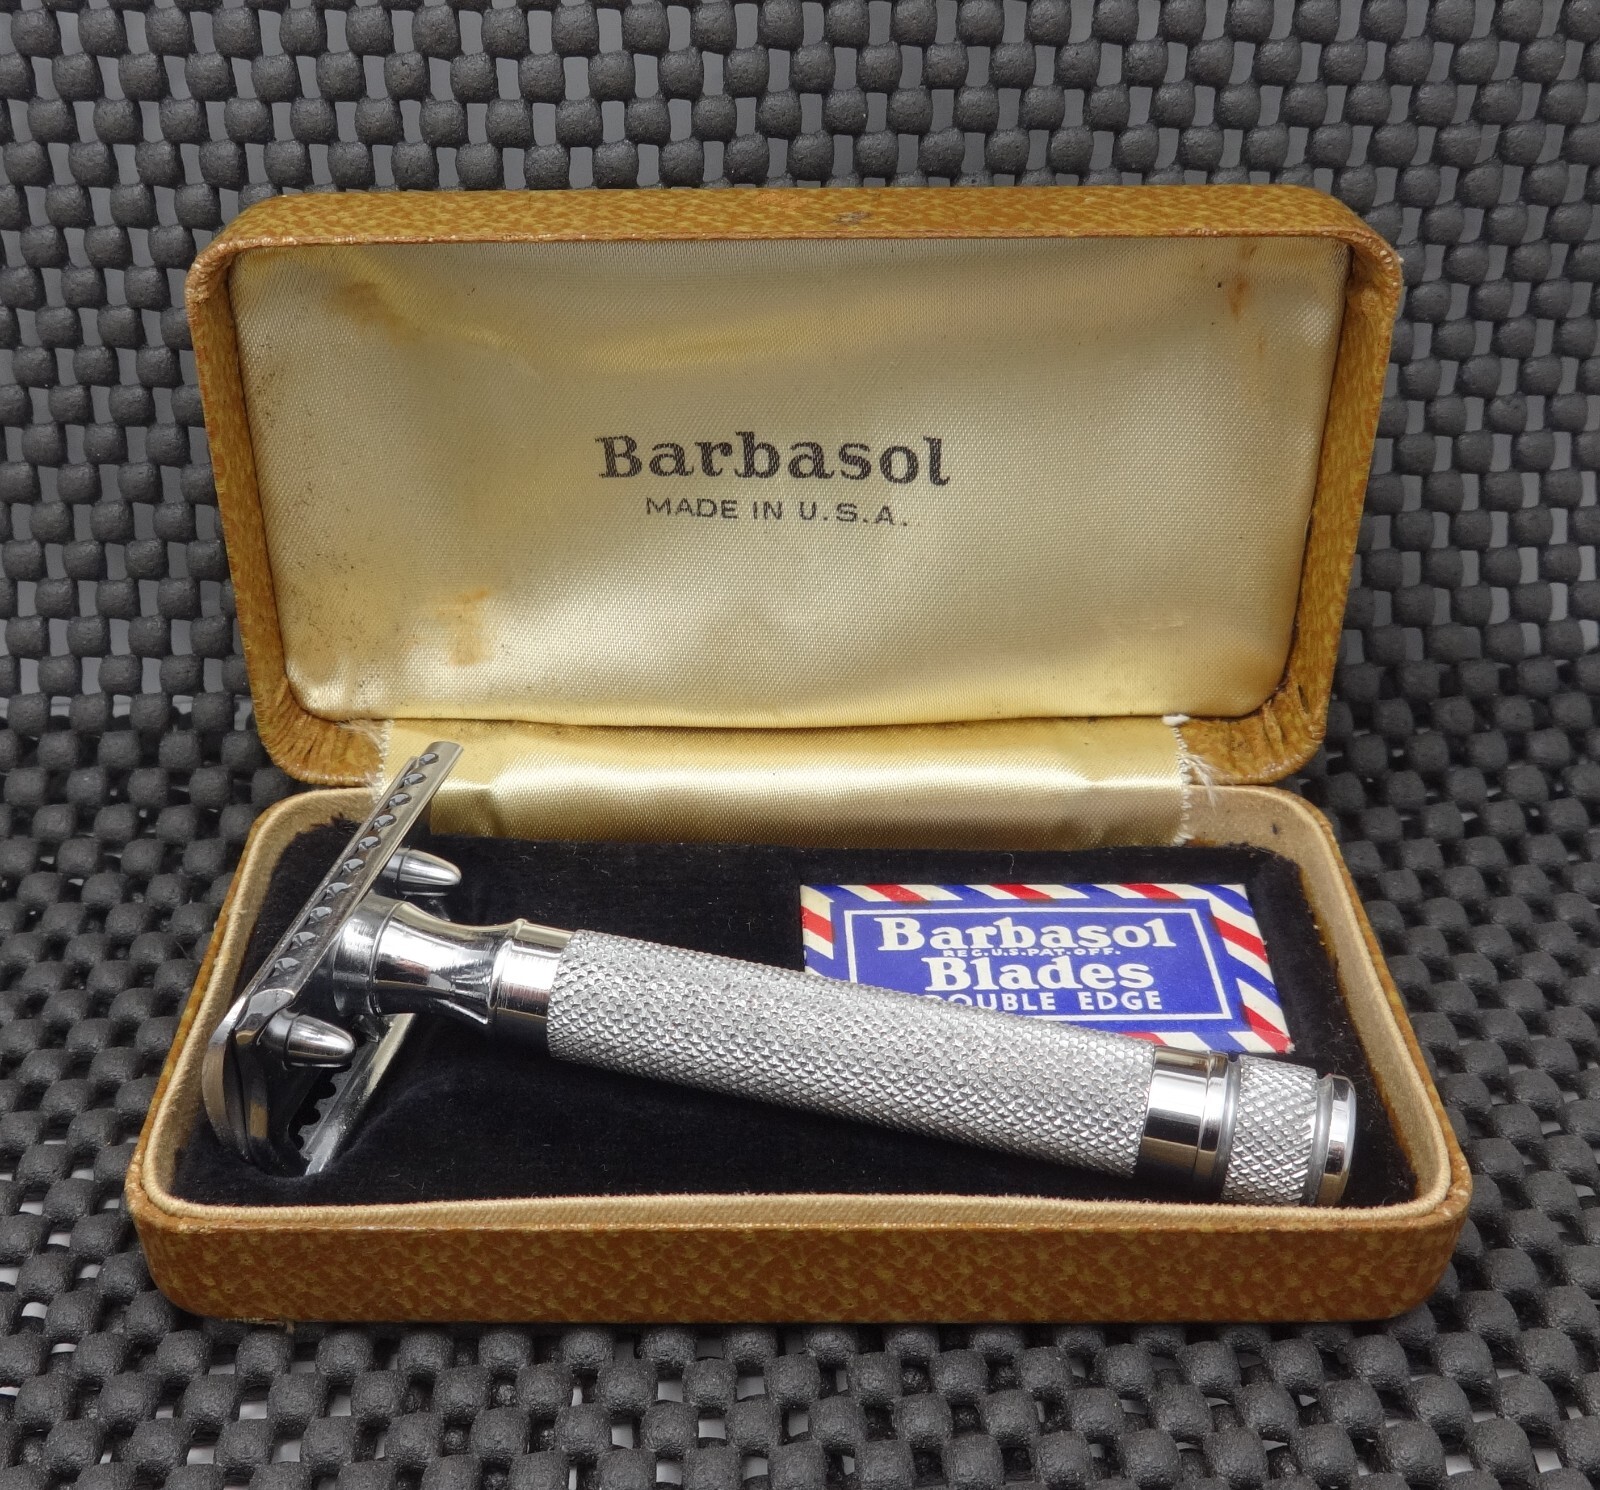 Barbasol
MADE IN U.S.A.
Barbasol
REG.U.S.PAT.OFF.
Blades
DOUBLE EDGE